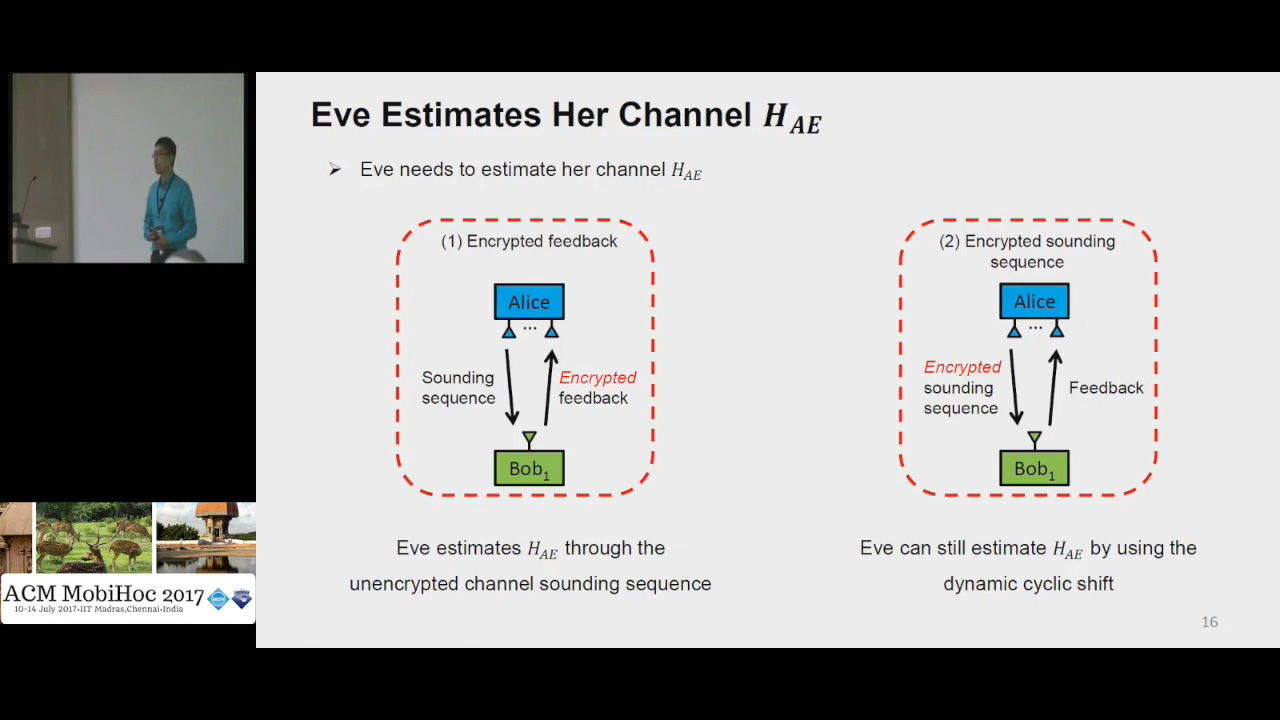 Eve Estimates Her Channel H_AE
➢ Eve needs to estimate her channel H_AE
(1) Encrypted feedback
Alice
...
Sounding
sequence
Encrypted
feedback
Bob_1
Eve estimates H_AE through the
unencrypted channel sounding sequence
(2) Encrypted sounding
sequence
Alice
...
Encrypted
sounding
sequence
Feedback
Bob_1
Eve can still estimate H_AE by using the
dynamic cyclic shift
16
ACM MobiHoc 2017
10-14 July 2017•IIT Madras,Chennai•India